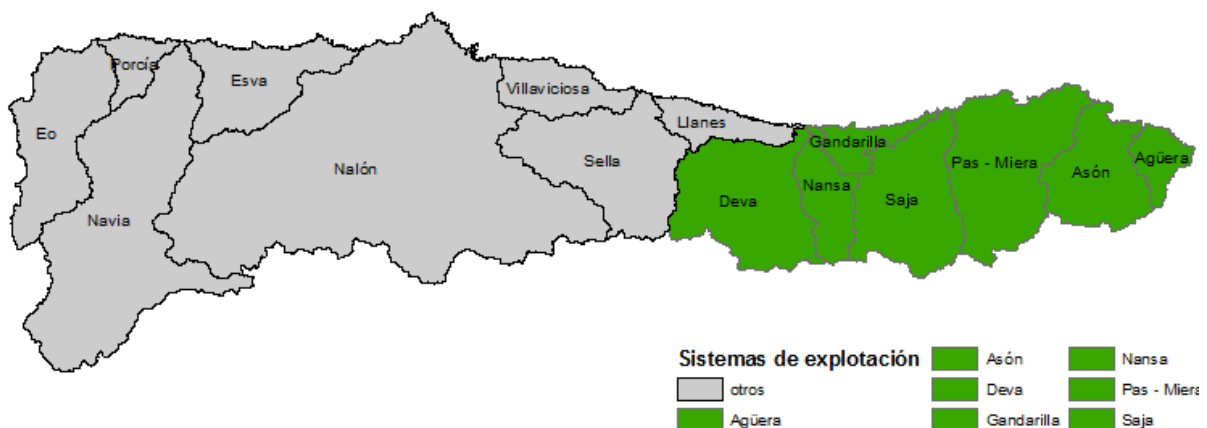 Porcía
Esva
Villaviciosa
Eo
Llanes
Gandarilla
Nalón
Sella
Pas - Miera
Asón
Agüera
Navia
Deva
Nansa
Saja
Sistemas de explotación
otros
Agüera
Asón
Deva
Gandarilla
Nansa
Pas - Miera
Saja